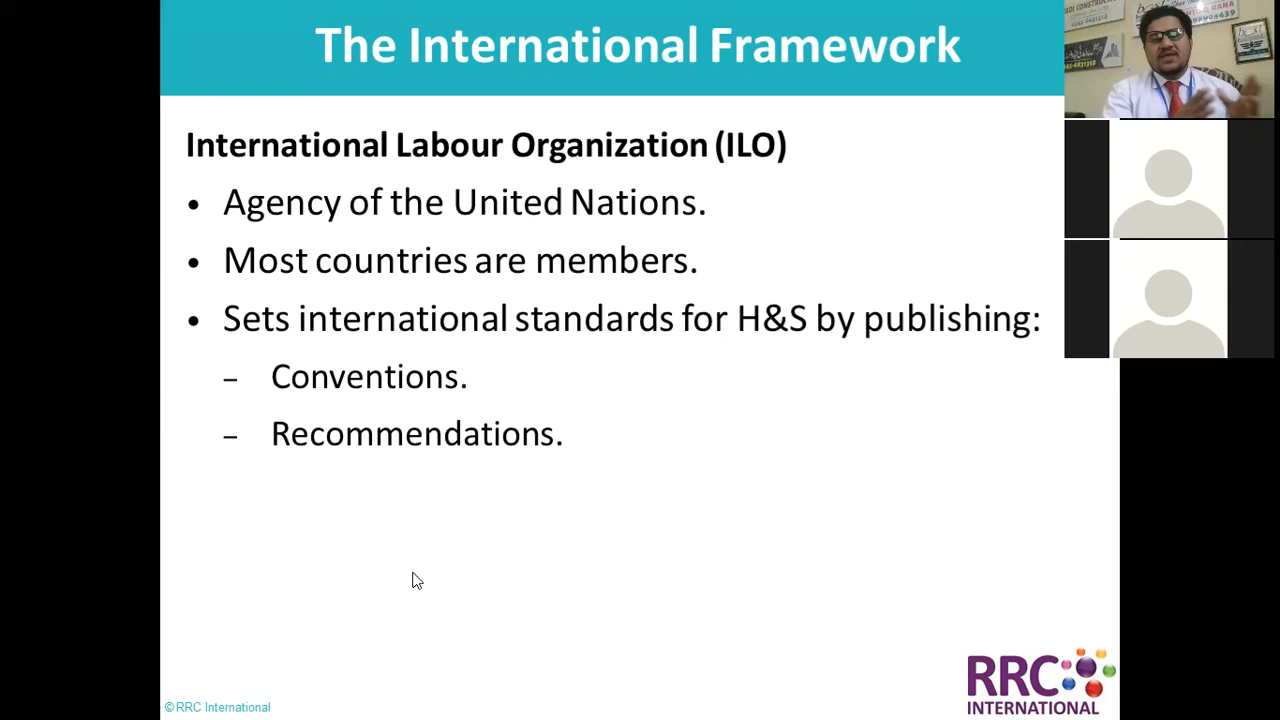 The International Framework
International Labour Organization (ILO)
• Agency of the United Nations.
• Most countries are members.
• Sets international standards for H&S by publishing:
– Conventions.
– Recommendations.
© RRC International
RRC
INTERNATIONAL